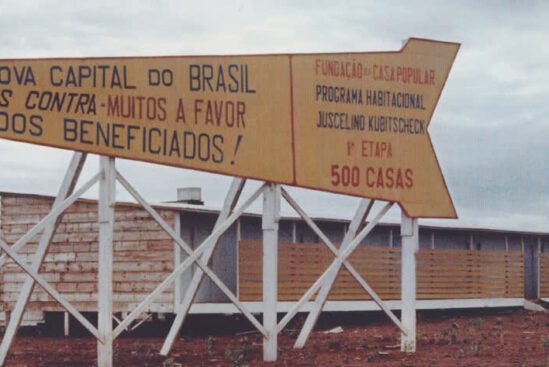 OVA CAPITAL DO BRASIL
S CONTRA-MUITOS A FAVOR
DOS BENEFICIADOS!
FUNDAÇÃO DA CASA POPULAR
PROGRAMA HABITACIONAL
JUSCELINO KUBITSCHECK
1ª ETAPA
500 CASAS